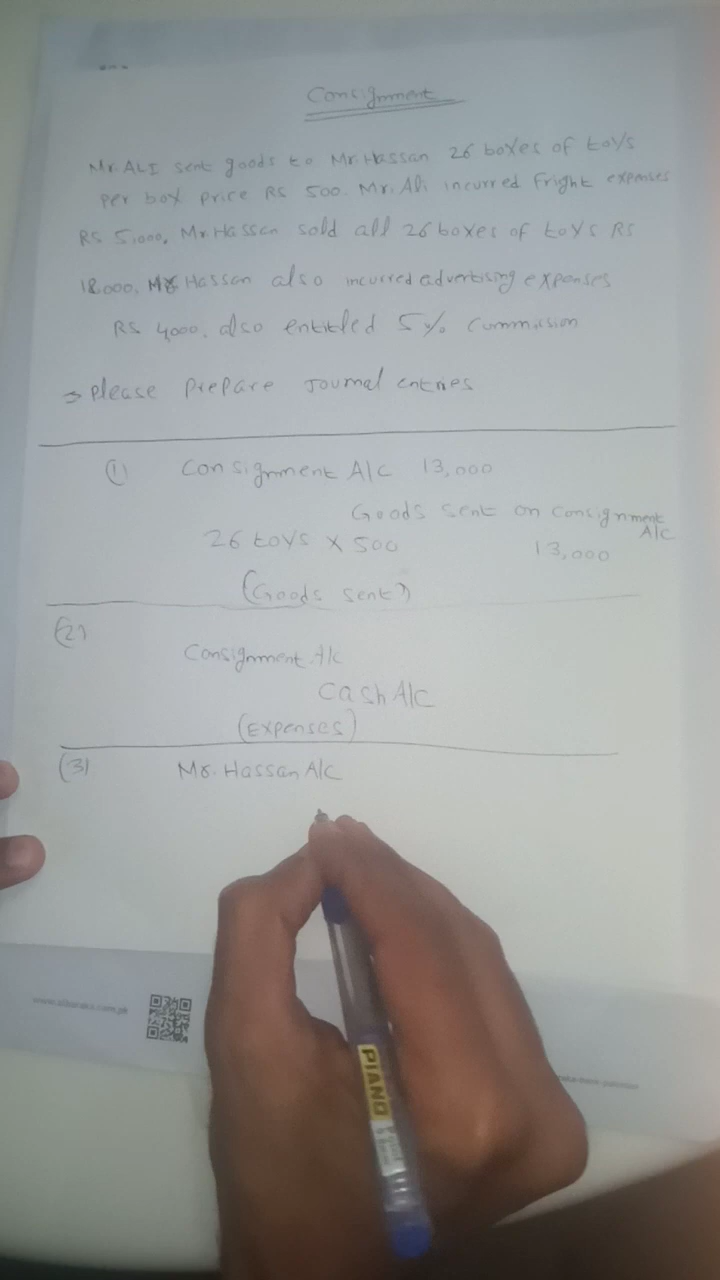 Consignment
Mr. ALI sent goods to Mr. Hassan 26 boxes of toys
per box price RS 500. Mr. Ali incurred Fright expenses
RS 5,000, Mr. Hassan sold all 26 boxes of toys RS
18000. Mr Hassan also incurred advertising expenses
RS 4000. also entitled 5% Commission
⇒ please prepare Journal entries
(1) Consignment A/C 13,000
Goods sent on consignment
A/C
26 toys × 500 13,000
(Goods sent)
(2)
Consignment A/C
Cash A/C
(Expenses)
(3) Mr. Hassan A/C
PIANO